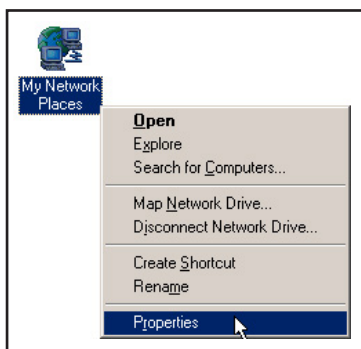 My Network
Places
Open
Explore
Search for Computers...
Map Network Drive...
Disconnect Network Drive...
Create Shortcut
Rename
Properties